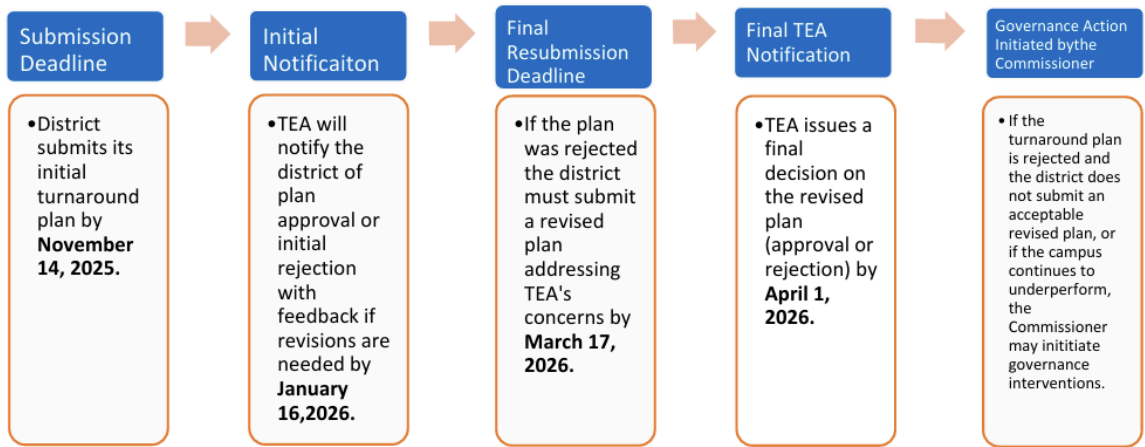 Submission
Deadline
•District
submits its
initial
turnaround
plan by
November
14, 2025.
Initial
Notificaiton
•TEA will
notify the
district of
plan
approval or
initial
rejection
with
feedback if
revisions are
needed by
January
16,2026.
Final
Resubmission
Deadline
•If the plan
was rejected
the district
must submit
a revised
plan
addressing
TEA's
concerns by
March 17,
2026.
Final TEA
Notification
•TEA issues a
final
decision on
the revised
plan
(approval or
rejection) by
April 1,
2026.
Governance Action
Initiated bythe
Commissioner
• If the
turnaround plan
is rejected and
the district does
not submit an
acceptable
revised plan, or
if the campus
continues to
underperform,
the
Commissioner
may inititiate
governance
interventions.